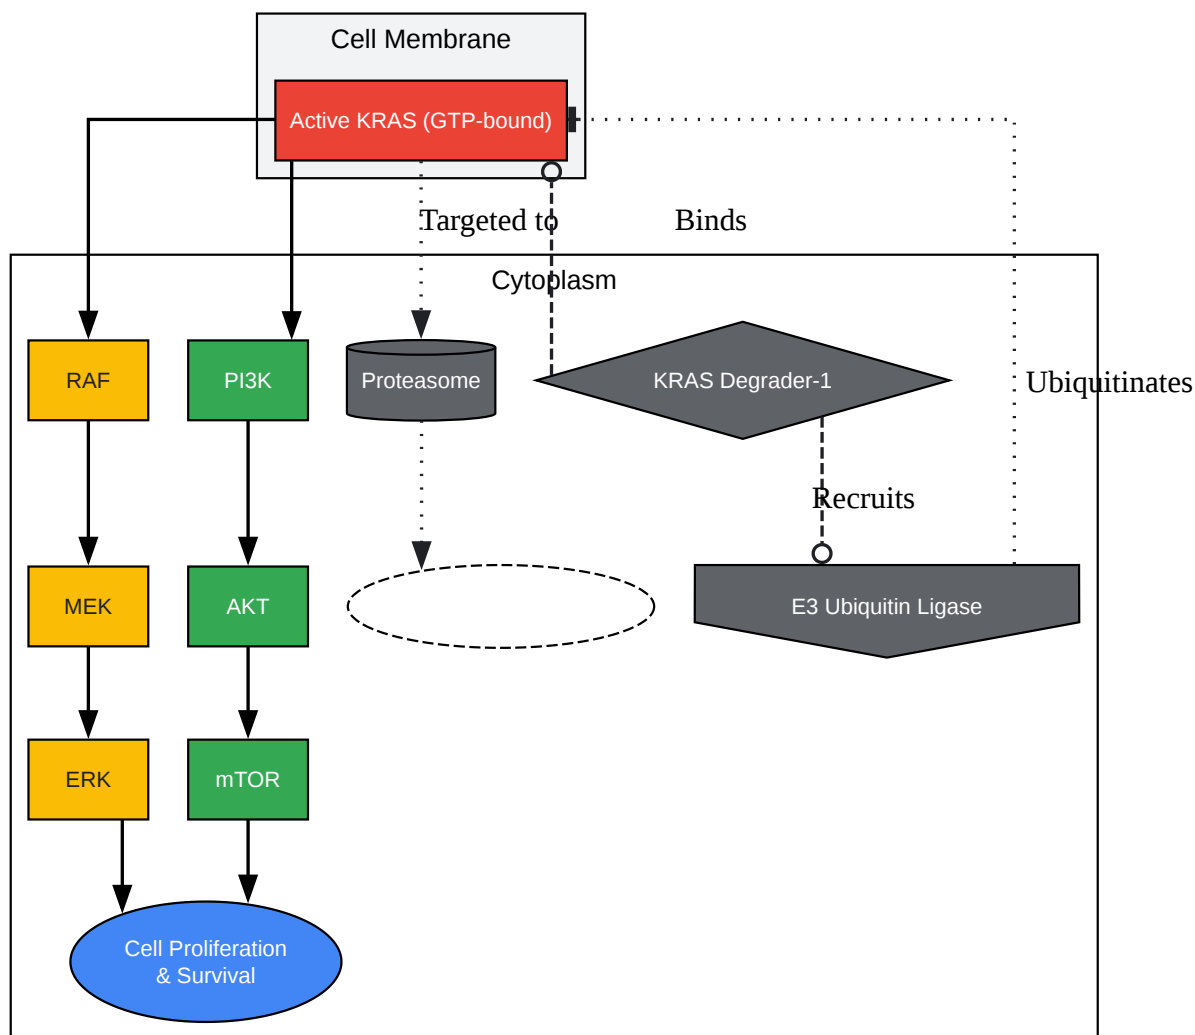 Cell Membrane
Active KRAS (GTP-bound)
Targeted to
Binds
Cytoplasm
RAF
PI3K
Proteasome
KRAS Degrader-1
Ubiquitinates
Recruits
MEK
AKT
E3 Ubiquitin Ligase
ERK
mTOR
Cell Proliferation
& Survival